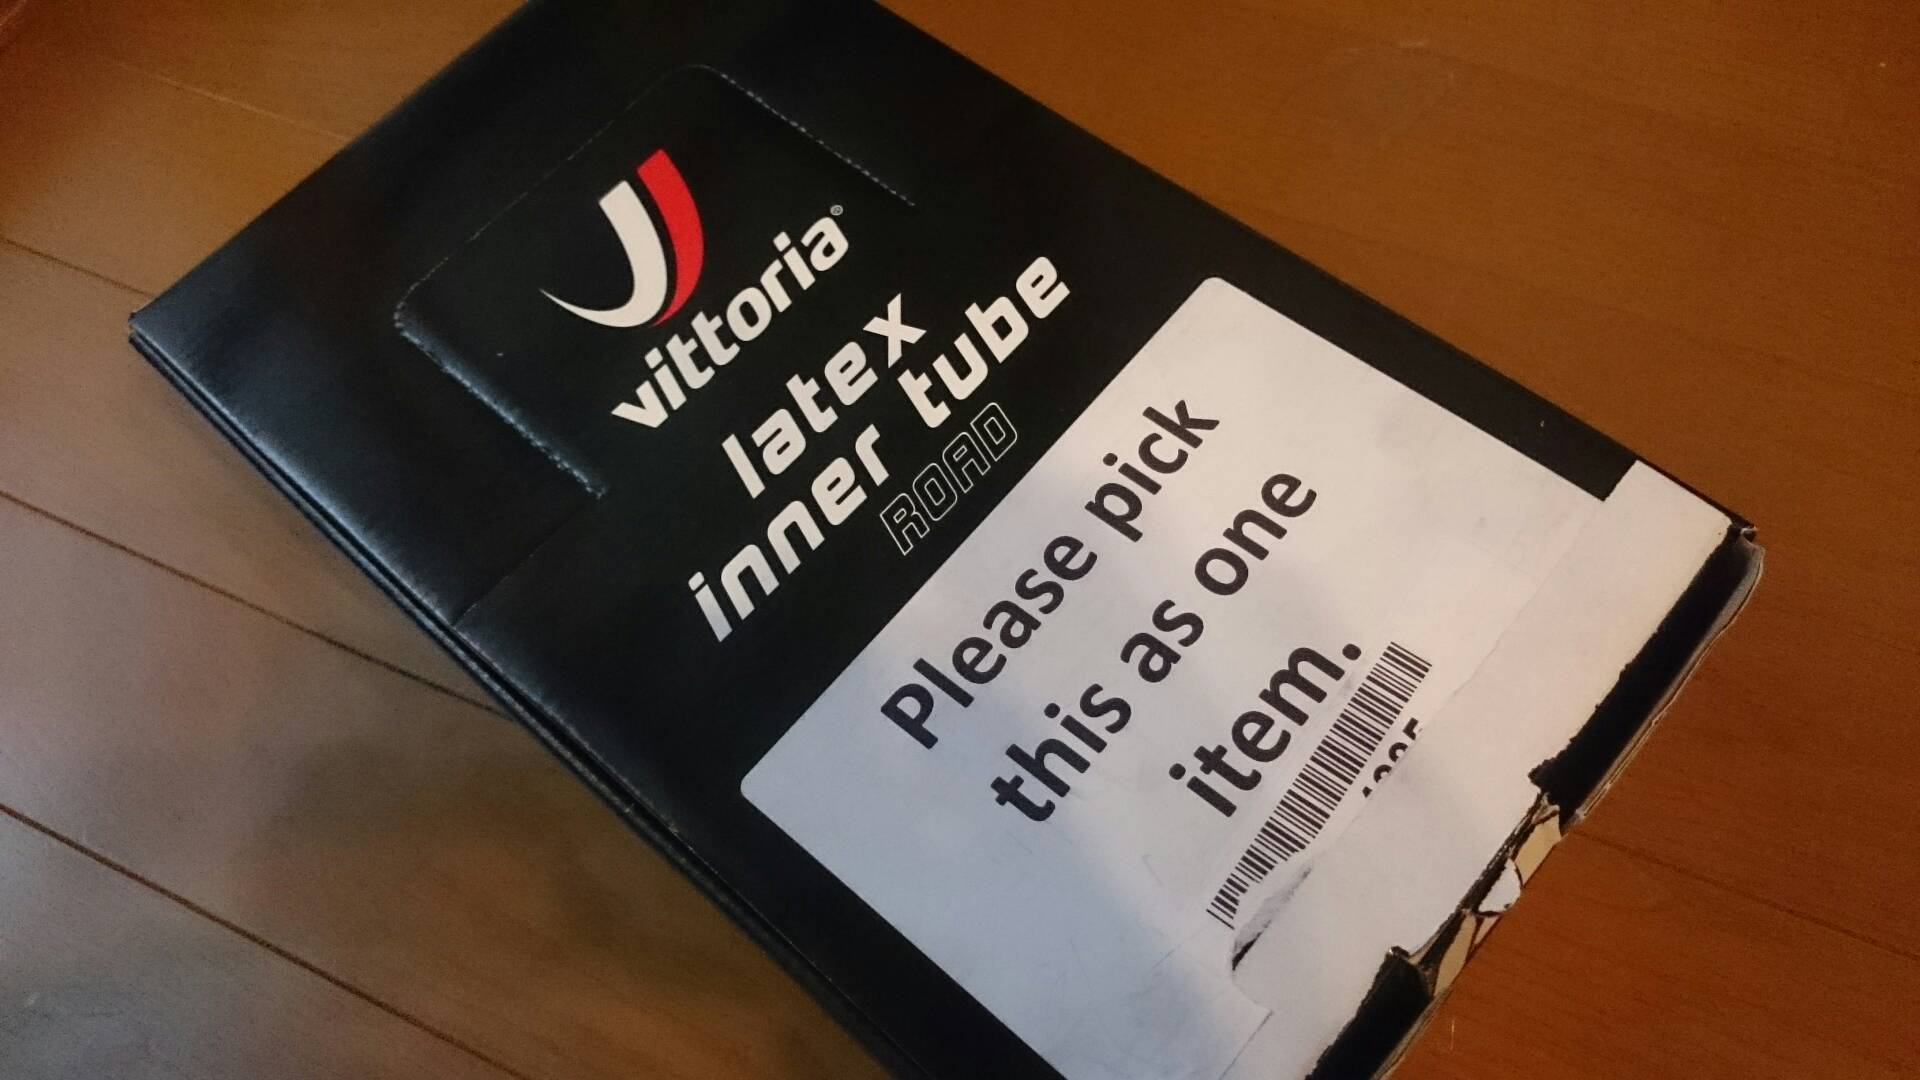 vittoria®
latex
inner tube
ROAD
Please pick
this as one
item.